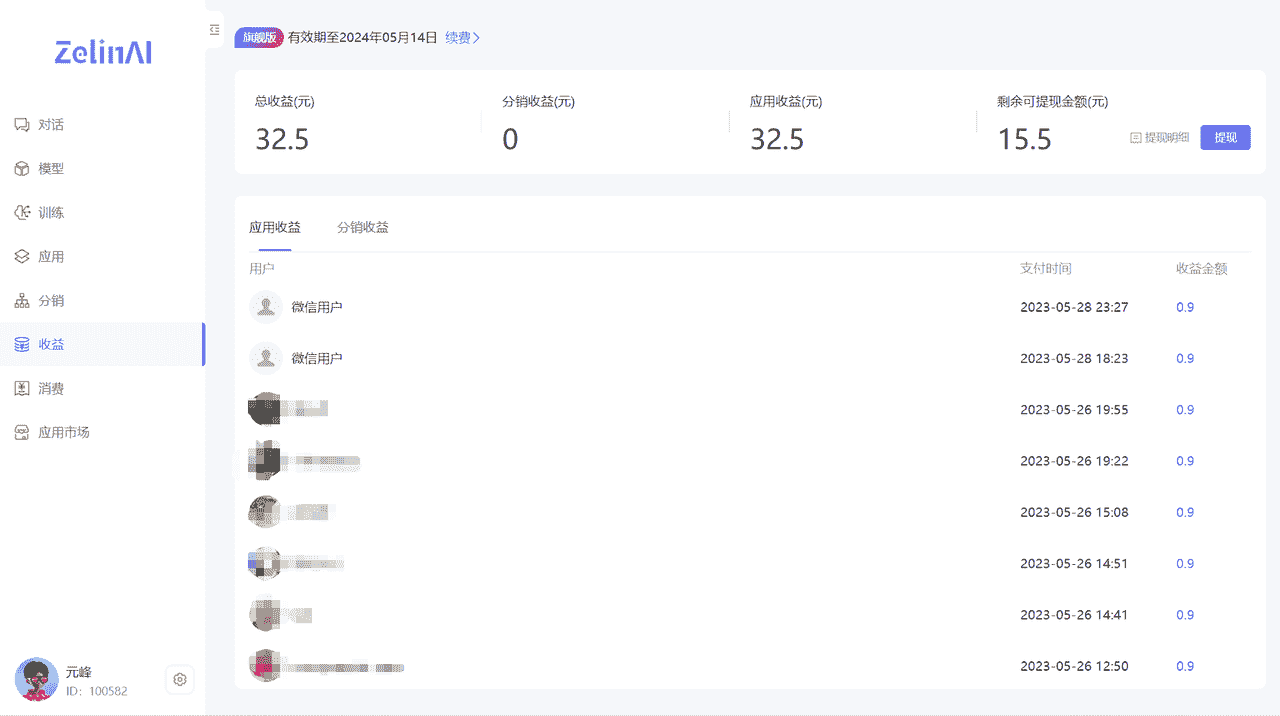 ZelinAI
对话
模型
训练
应用
分销
收益
消费
应用市场
元峰
ID: 100582
旗舰版 有效期至2024年05月14日 续费
总收益(元) 分销收益(元) 应用收益(元) 剩余可提现金额(元)
32.5 0 32.5 15.5 提现明细 提现
应用收益 分销收益
用户 支付时间 收益金额
微信用户 2023-05-28 23:27 0.9
微信用户 2023-05-28 18:23 0.9
2023-05-26 19:55 0.9
2023-05-26 19:22 0.9
2023-05-26 15:08 0.9
2023-05-26 14:51 0.9
2023-05-26 14:41 0.9
2023-05-26 12:50 0.9